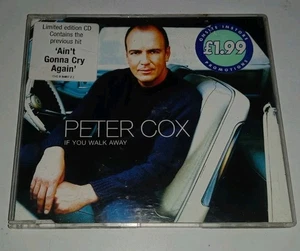 Limited edition CD
Contains the
previous hit
'Ain't
Gonna Cry
Again'
£1.99
PROMOTIONS
PETER COX
IF YOU WALK AWAY